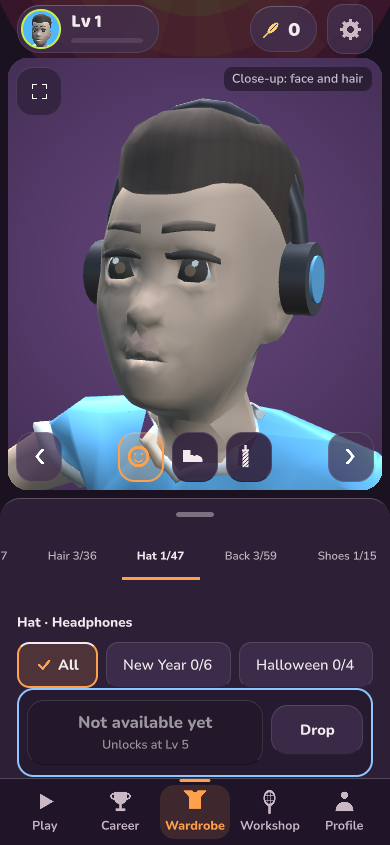 Lv 1
0
Close-up: face and hair
7
Hair 3/36
Hat 1/47
Back 3/59
Shoes 1/15
Hat · Headphones
All
New Year 0/6
Halloween 0/4
Not available yet
Unlocks at Lv 5
Drop
Play
Career
Wardrobe
Workshop
Profile